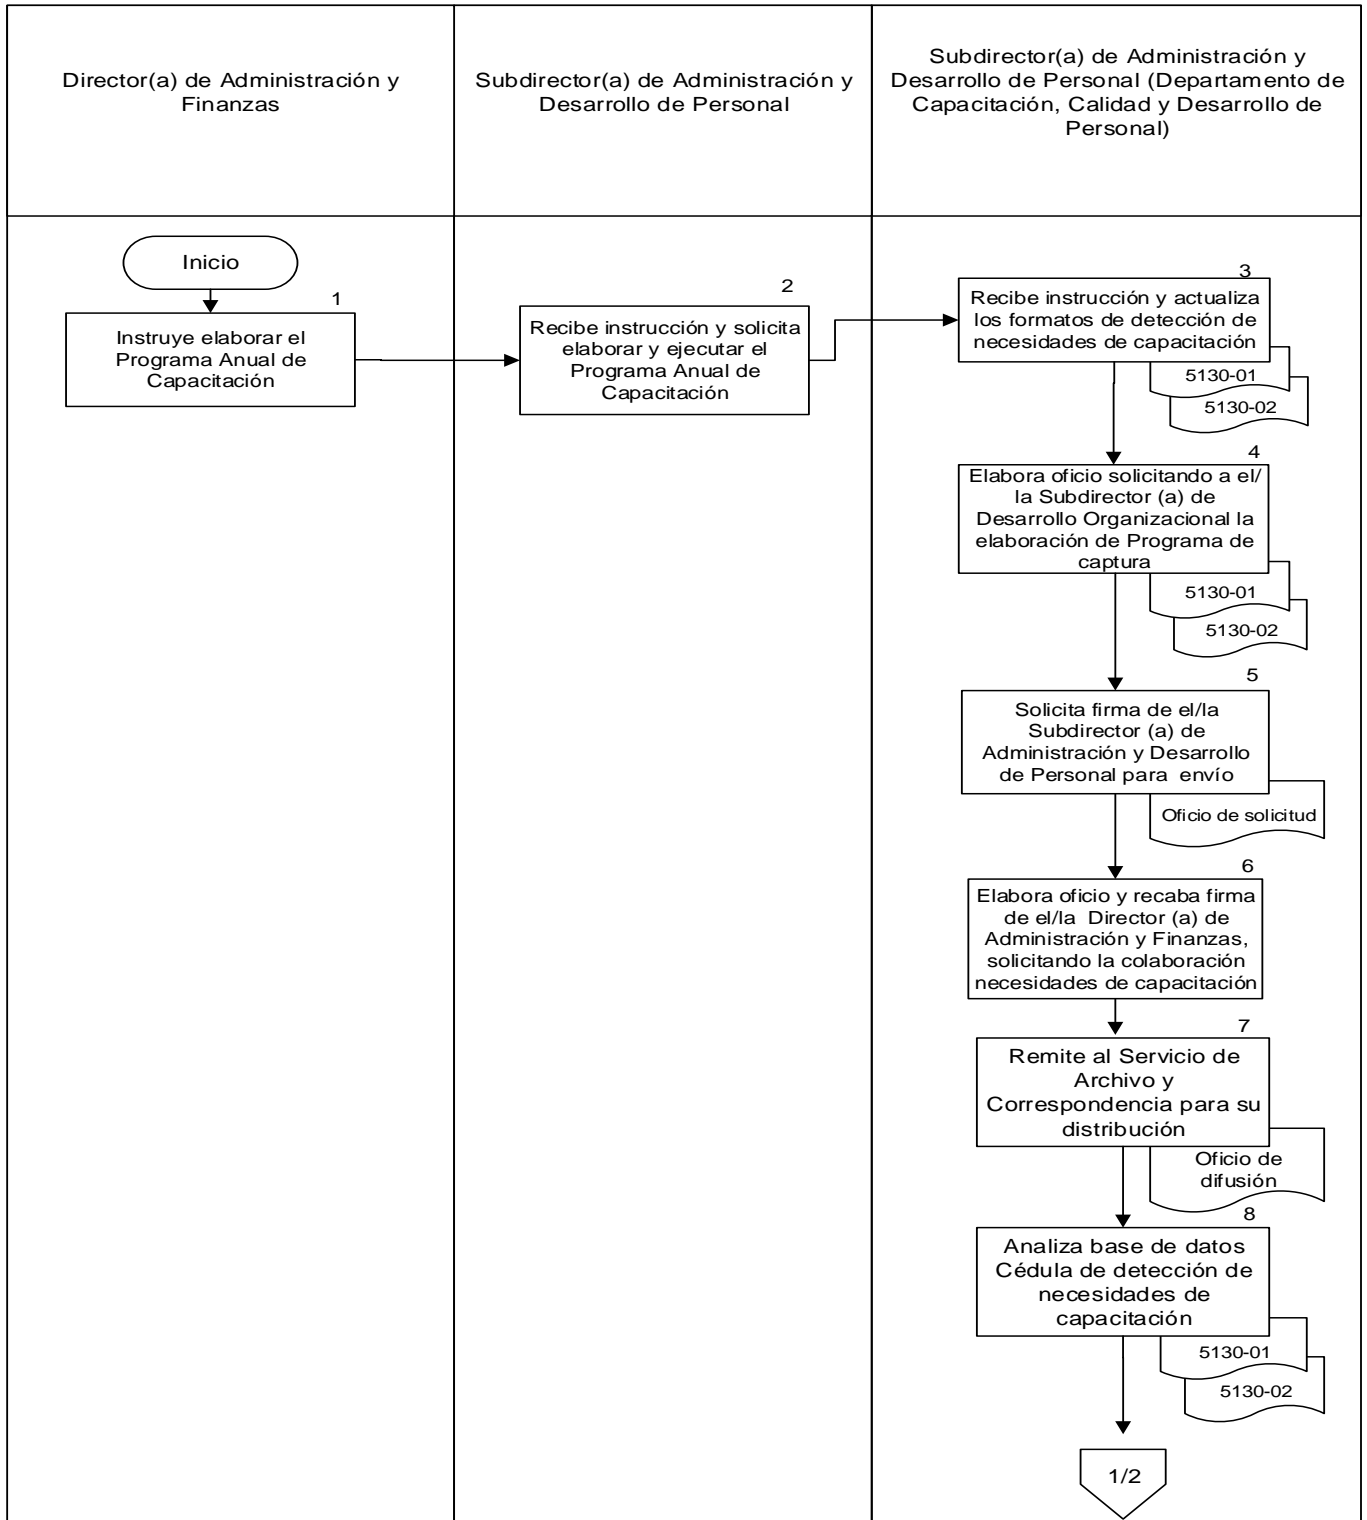 Director(a) de Administración y
Finanzas
Subdirector(a) de Administración y
Desarrollo de Personal
Subdirector(a) de Administración y
Desarrollo de Personal (Departamento de
Capacitación, Calidad y Desarrollo de
Personal)
Inicio
1
Instruye elaborar el
Programa Anual de
Capacitación
2
Recibe instrucción y solicita
elaborar y ejecutar el
Programa Anual de
Capacitación
3
Recibe instrucción y actualiza
los formatos de detección de
necesidades de capacitación
5130-01
5130-02
4
Elabora oficio solicitando a el/
la Subdirector (a) de
Desarrollo Organizacional la
elaboración de Programa de
captura
5130-01
5130-02
5
Solicita firma de el/la
Subdirector (a) de
Administración y Desarrollo
de Personal para envío
Oficio de solicitud
6
Elabora oficio y recaba firma
de el/la Director (a) de
Administración y Finanzas,
solicitando la colaboración
necesidades de capacitación
7
Remite al Servicio de
Archivo y
Correspondencia para su
distribución
Oficio de
difusión
8
Analiza base de datos
Cédula de detección de
necesidades de
capacitación
5130-01
5130-02
1/2